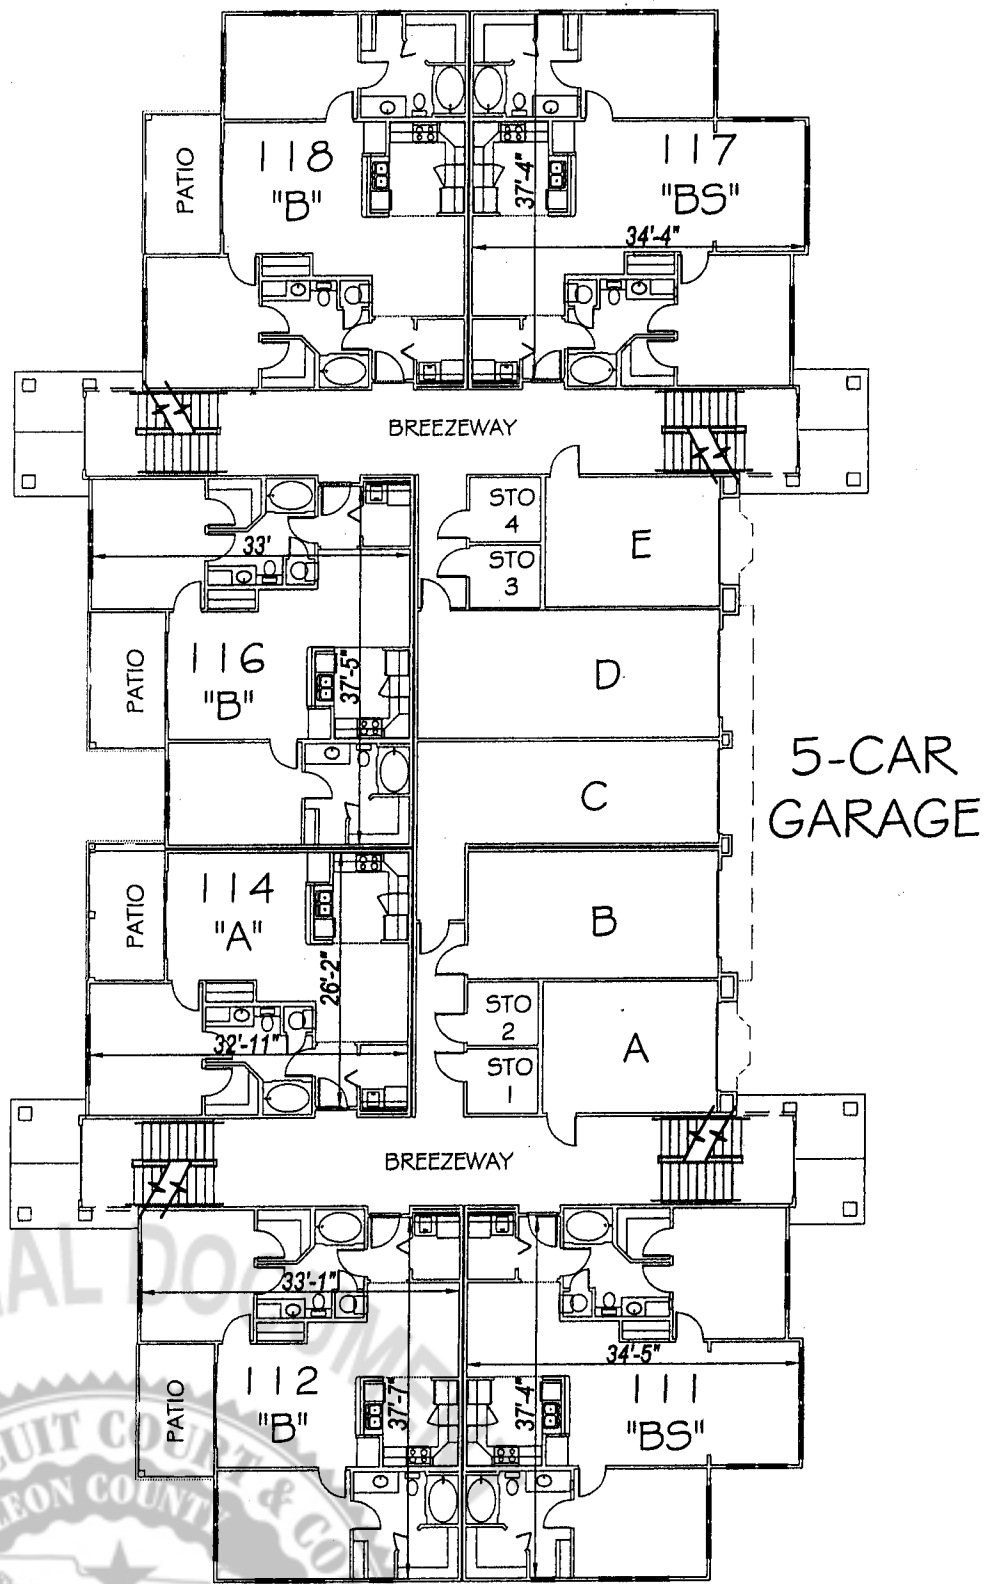 118
"B"
PATIO
117
"BS"
37'-4"
34'-4"
BREEZEWAY
STO
4
STO
3
E
33'
116
"B"
PATIO
37'-5"
D
C
5-CAR
GARAGE
114
"A"
PATIO
26'-2"
32'-11"
B
STO
2
STO
1
A
BREEZEWAY
33'-1"
112
"B"
PATIO
37'-7"
37'-4"
34'-5"
111
"BS"